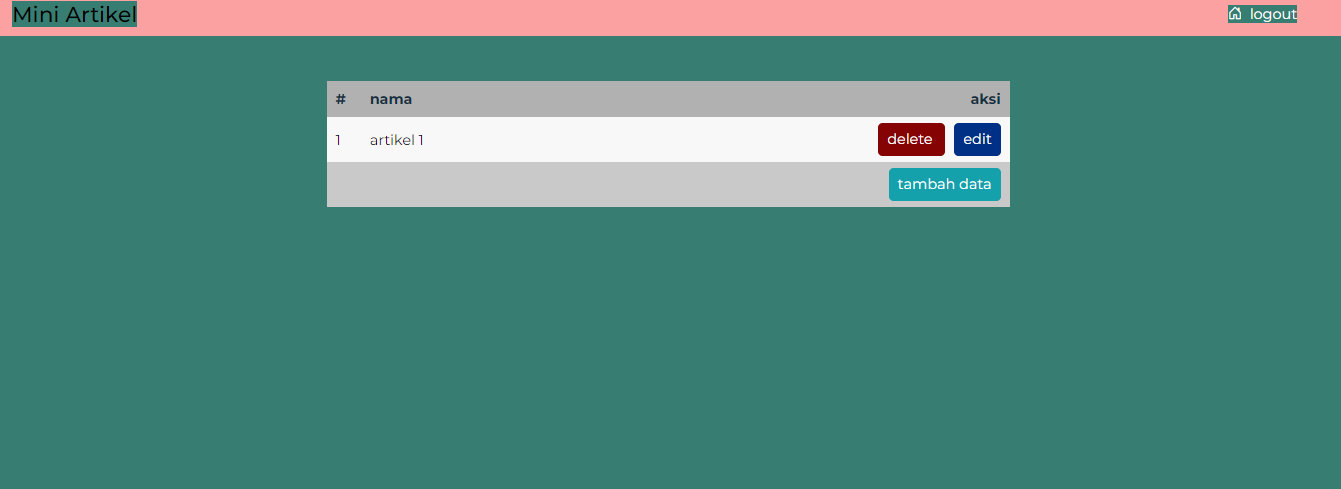 Mini Artikel
logout
# nama aksi
1 artikel 1 delete edit
tambah data